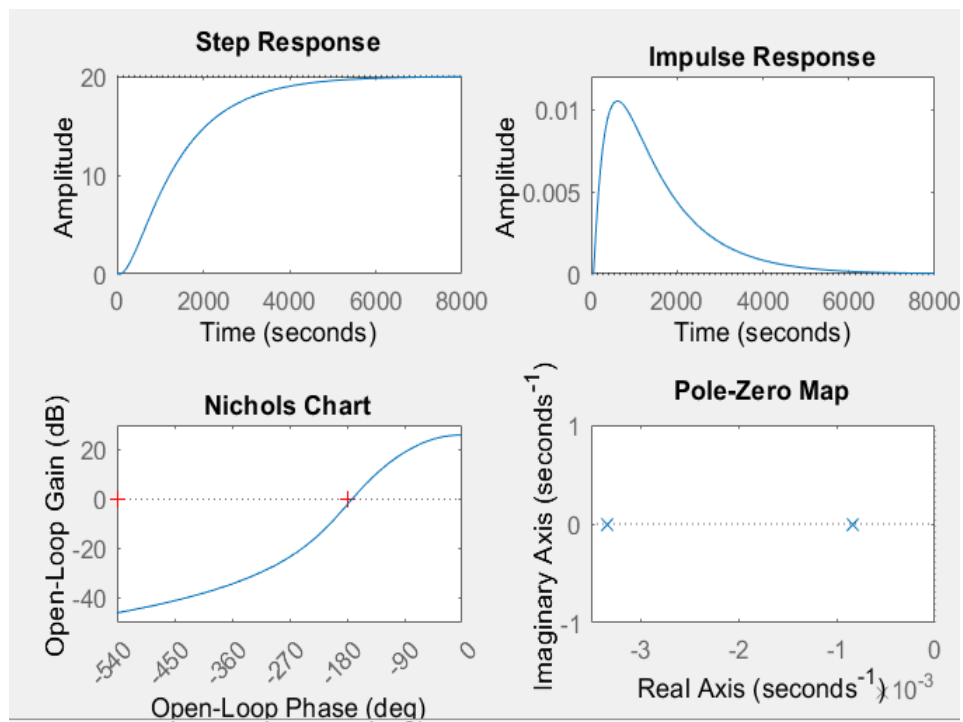 Step Response
Amplitude
20
10
0
0 2000 4000 6000 8000
Time (seconds)
Impulse Response
Amplitude
0.01
0.005
0
0 2000 4000 6000 8000
Time (seconds)
Nichols Chart
Open-Loop Gain (dB)
20
0
-20
-40
-540 -450 -360 -270 -180 -90 0
Open-Loop Phase (deg)
Pole-Zero Map
Imaginary Axis (seconds⁻¹)
1
0
-1
-3 -2 -1 0
Real Axis (seconds⁻¹) ×10⁻³